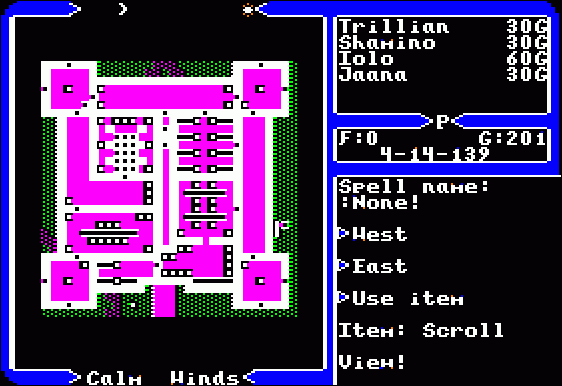 Trillian 30G
Shamino 30G
Iolo 60G
Jaana 30G
P
F:0 G:201
4-14-139
Spell name:
:None!
West
East
Use item
Item: Scroll
View!
Calm Winds